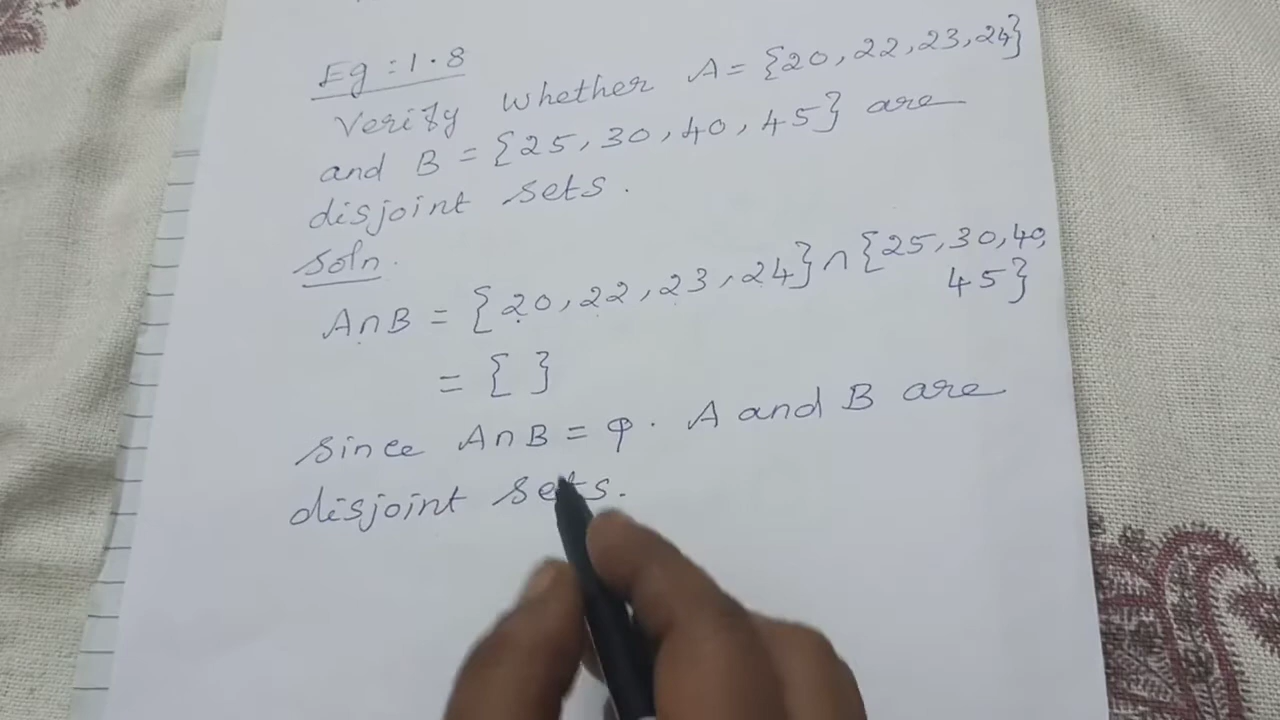 Eg : 1.8
Verify whether A = {20, 22, 23, 24}
and B = {25, 30, 40, 45} are
disjoint sets.
Soln.
A∩B = {20, 22, 23, 24} ∩ {25, 30, 40,
45}
= { }
Since A∩B = φ. A and B are
disjoint sets.